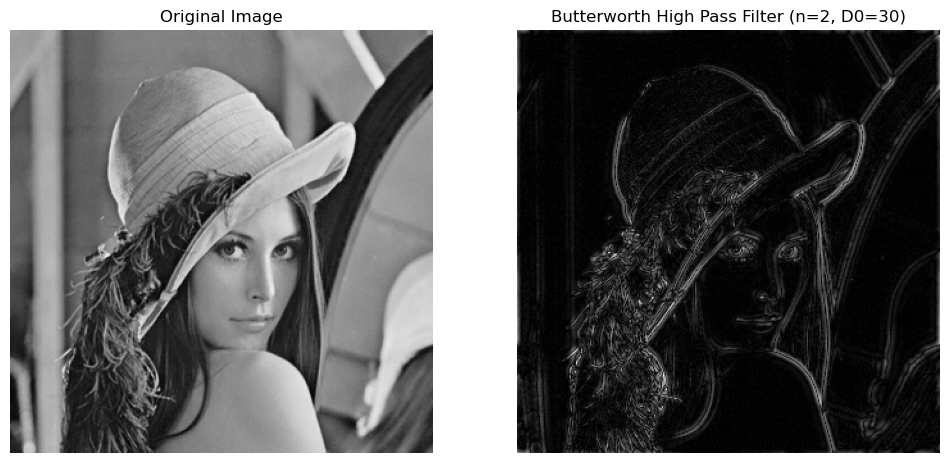 Original Image
Butterworth High Pass Filter (n=2, D0=30)